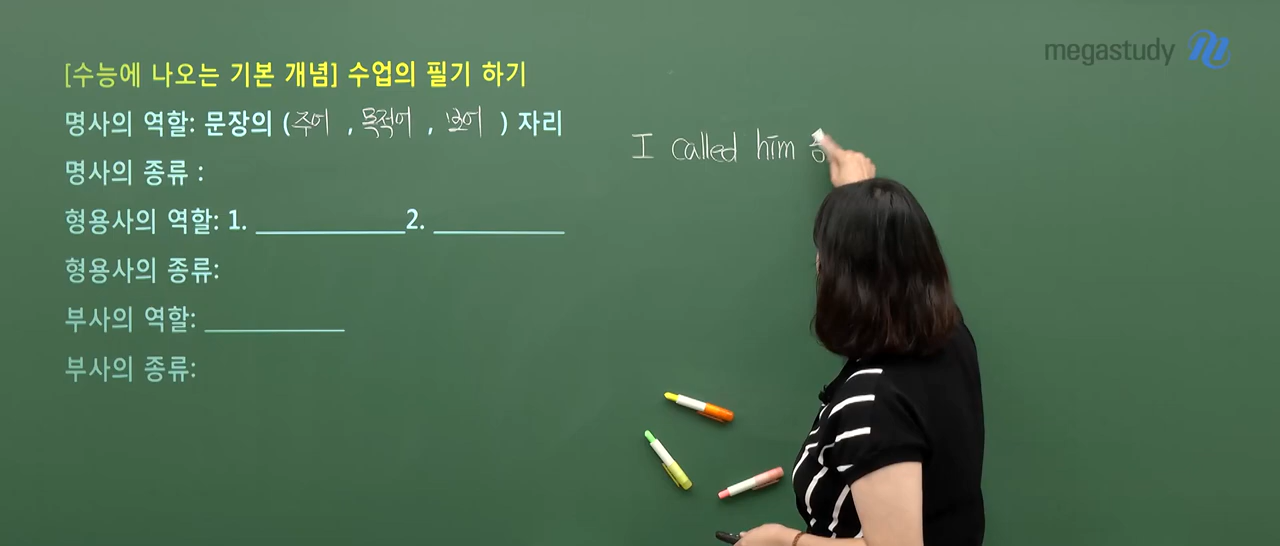 megastudy
[수능에 나오는 기본 개념] 수업의 필기 하기
명사의 역할: 문장의 (주어 , 목적어 , 보어 ) 자리
I called him
명사의 종류 :
형용사의 역할: 1. ____________ 2. ____________
형용사의 종류:
부사의 역할: ____________
부사의 종류: